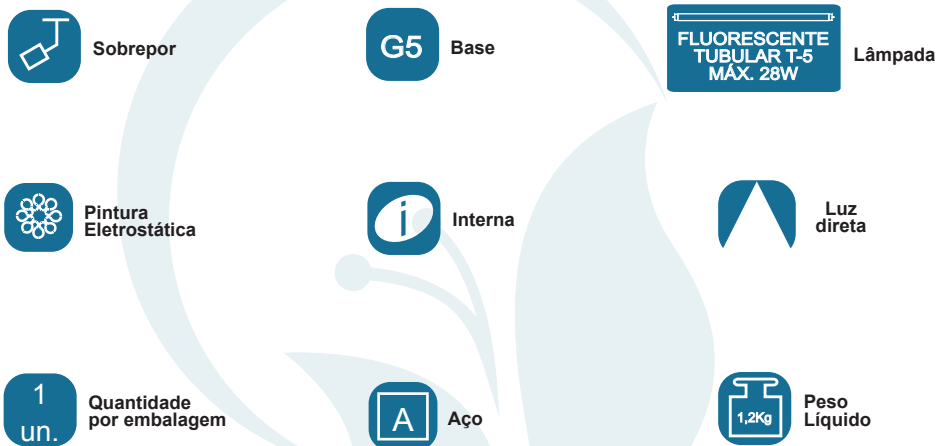 Sobrepor
G5
Base
FLUORESCENTE
TUBULAR T-5
MÁX. 28W
Lâmpada
Pintura
Eletrostática
i
Interna
Luz
direta
1
un.
Quantidade
por embalagem
A
Aço
1,2Kg
Peso
Líquido